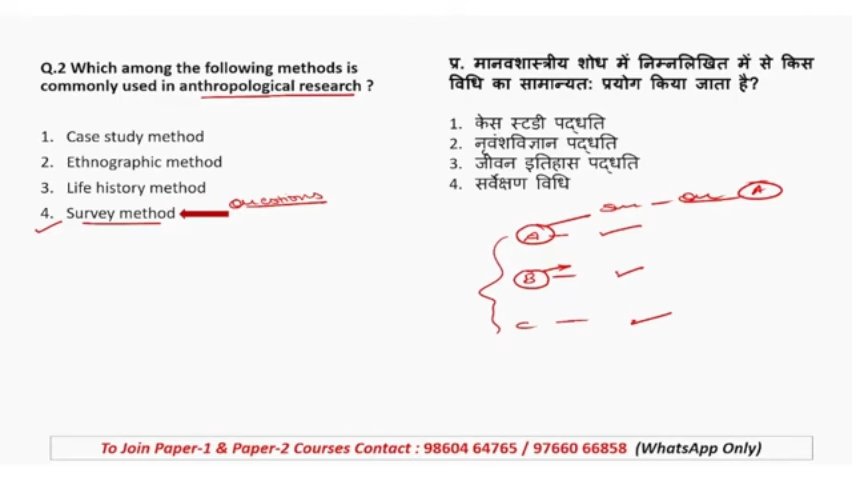 Q.2 Which among the following methods is
commonly used in anthropological research ?
1. Case study method
2. Ethnographic method
3. Life history method
4. Survey method
Questions
प्र. मानवशास्त्रीय शोध में निम्नलिखित में से किस
विधि का सामान्यतः प्रयोग किया जाता है?
1. केस स्टडी पद्धति
2. नृवंशविज्ञान पद्धति
3. जीवन इतिहास पद्धति
4. सर्वेक्षण विधि
A
A
B
C
To Join Paper-1 & Paper-2 Courses Contact : 98604 64765 / 97660 66858 (WhatsApp Only)